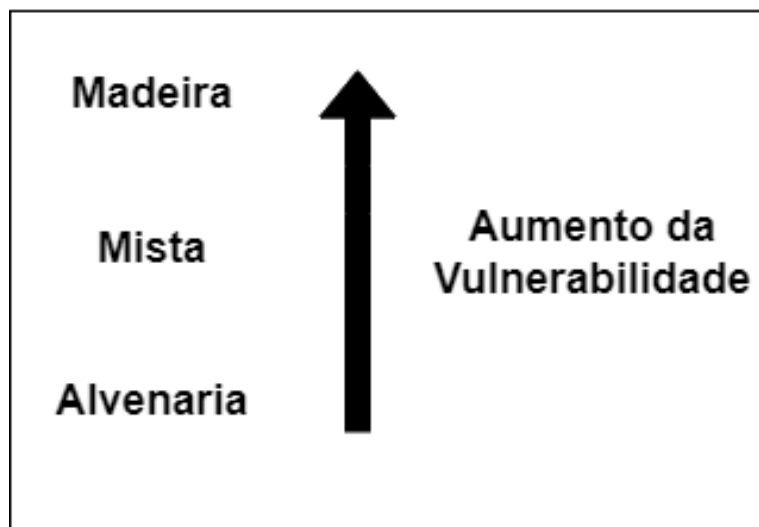 Madeira
Mista
Aumento da
Vulnerabilidade
Alvenaria